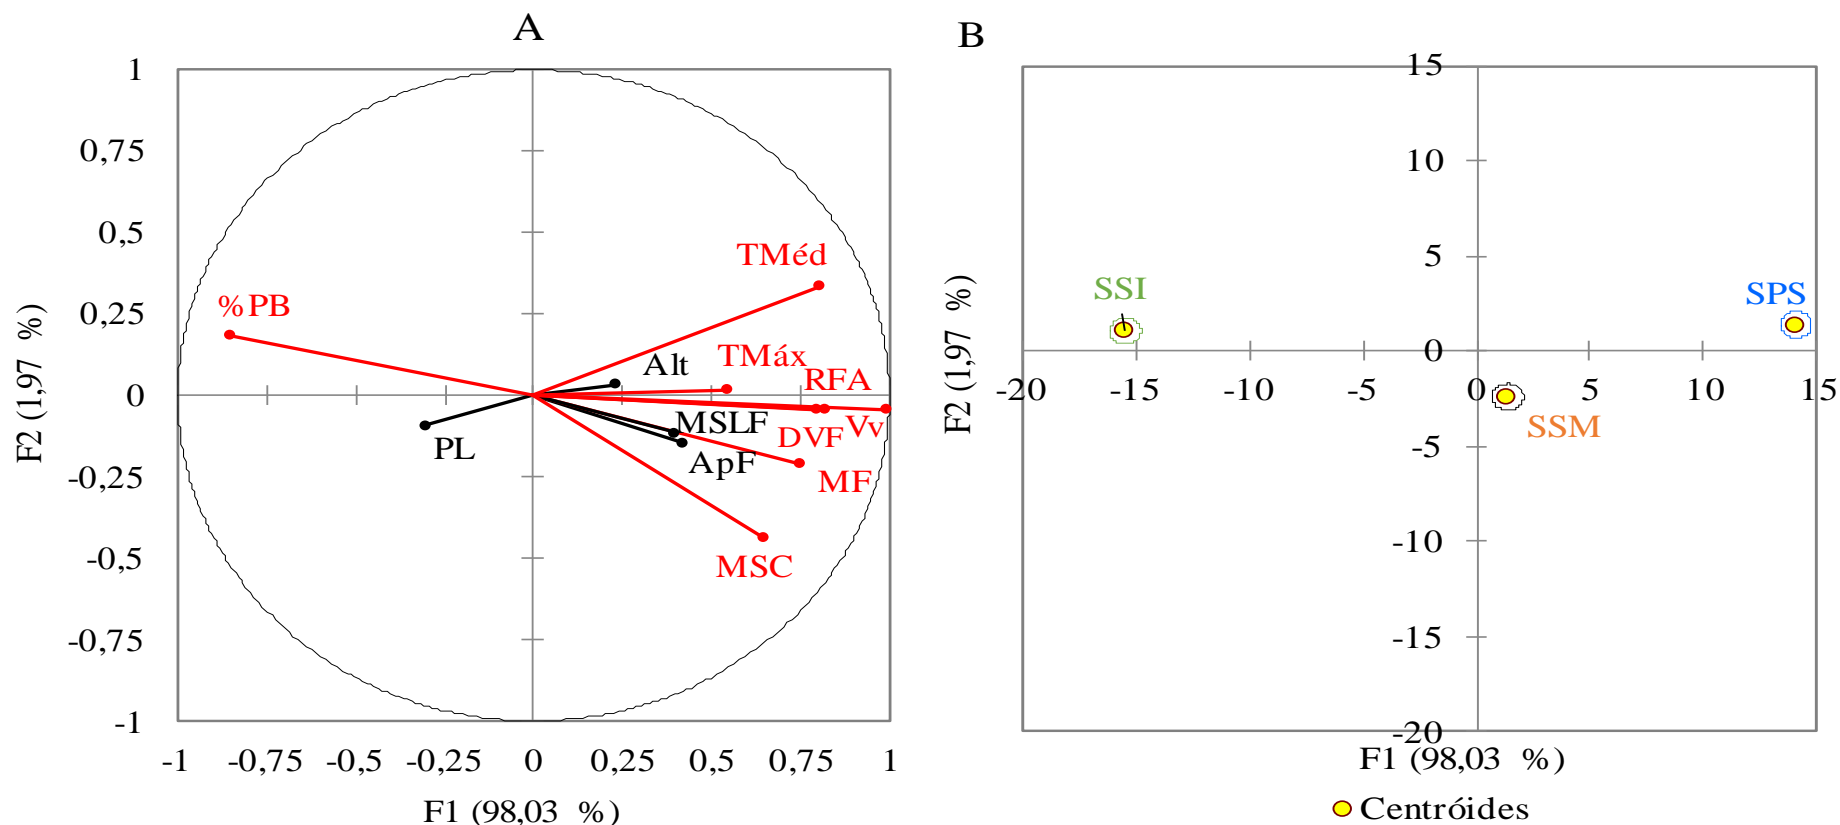 A
1
0,75
0,5
0,25
0
-0,25
-0,5
-0,75
-1
F2 (1,97 %)
TMéd
%PB
TMáx
Alt
RFA
MSLF
DVF
Vv
PL
ApF
MF
MSC
-1 -0,75 -0,5 -0,25 0 0,25 0,5 0,75 1
F1 (98,03 %)
B
15
10
5
0
-5
-10
-15
-20
F2 (1,97 %)
SSI
SPS
SSM
-20 -15 -10 -5 0 5 10 15
F1 (98,03 %)
Centróides